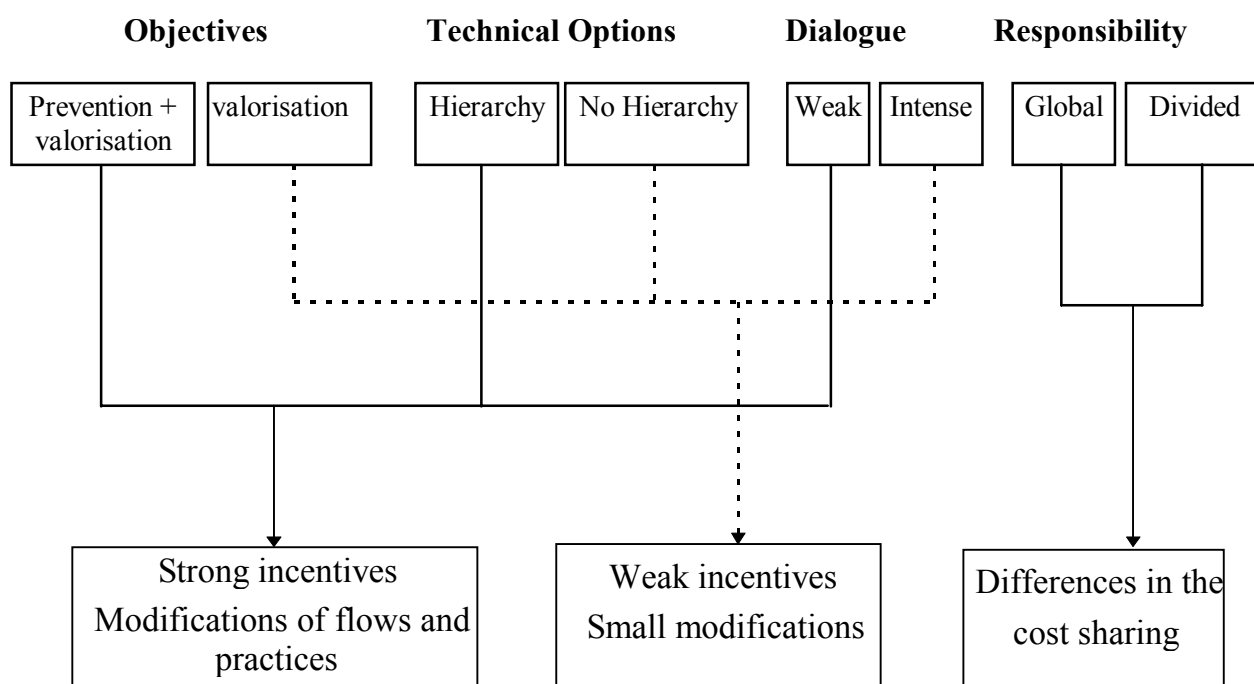 Objectives Technical Options Dialogue Responsibility
Prevention +
valorisation
valorisation
Hierarchy
No Hierarchy
Weak
Intense
Global
Divided
Strong incentives
Modifications of flows and
practices
Weak incentives
Small modifications
Differences in the
cost sharing